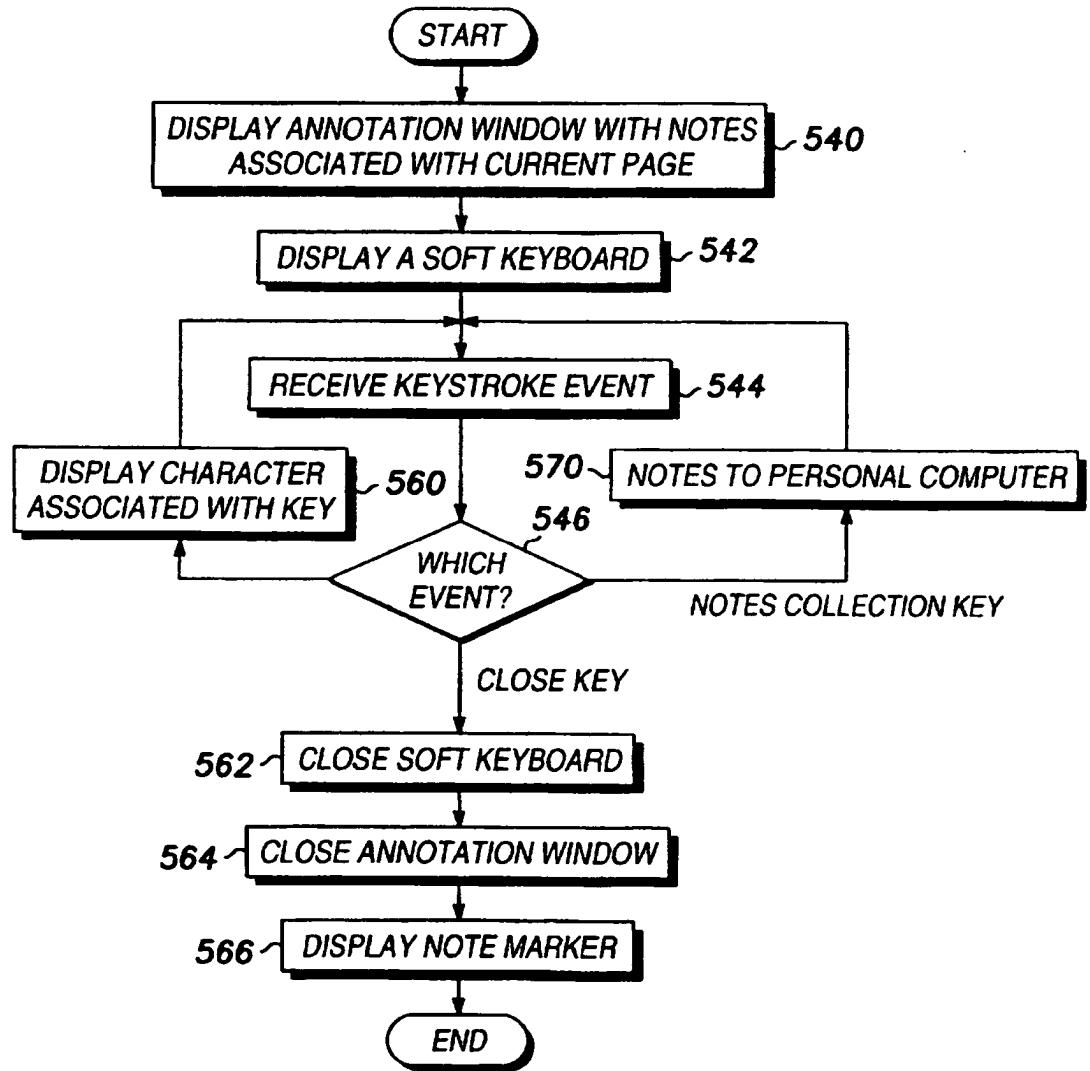 START
DISPLAY ANNOTATION WINDOW WITH NOTES
ASSOCIATED WITH CURRENT PAGE
540
DISPLAY A SOFT KEYBOARD
542
RECEIVE KEYSTROKE EVENT
544
DISPLAY CHARACTER
ASSOCIATED WITH KEY
560
570
NOTES TO PERSONAL COMPUTER
546
WHICH
EVENT?
NOTES COLLECTION KEY
CLOSE KEY
562
CLOSE SOFT KEYBOARD
564
CLOSE ANNOTATION WINDOW
566
DISPLAY NOTE MARKER
END